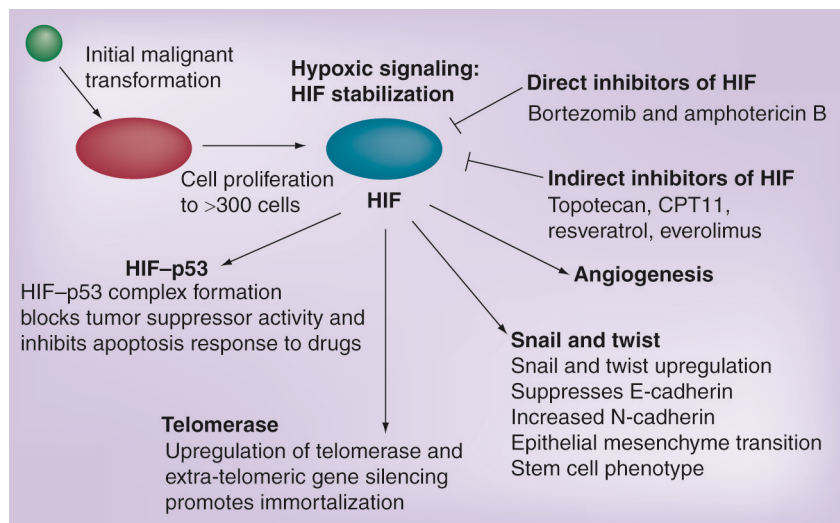 Initial malignant
transformation
Hypoxic signaling:
HIF stabilization
Direct inhibitors of HIF
Bortezomib and amphotericin B
Cell proliferation
to >300 cells
HIF
Indirect inhibitors of HIF
Topotecan, CPT11,
resveratrol, everolimus
HIF–p53
HIF–p53 complex formation
blocks tumor suppressor activity and
inhibits apoptosis response to drugs
Angiogenesis
Snail and twist
Snail and twist upregulation
Suppresses E-cadherin
Increased N-cadherin
Epithelial mesenchyme transition
Stem cell phenotype
Telomerase
Upregulation of telomerase and
extra-telomeric gene silencing
promotes immortalization